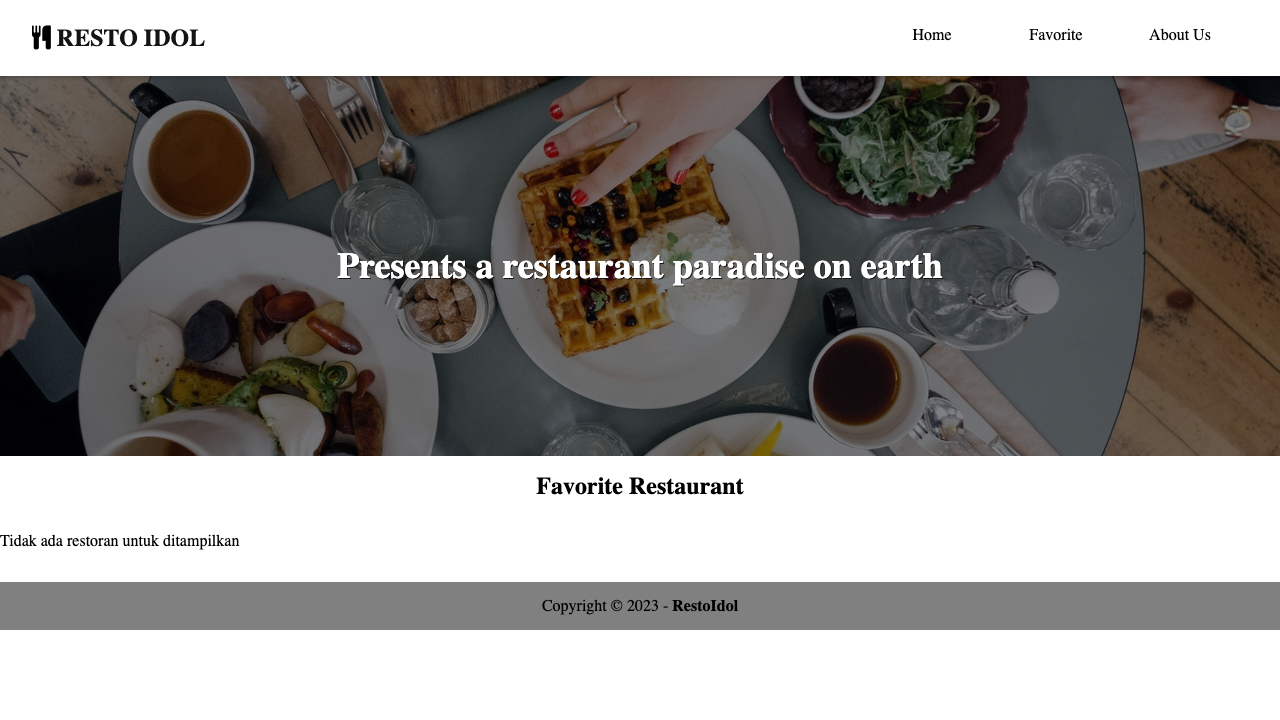 RESTO IDOL
Home Favorite About Us
Presents a restaurant paradise on earth
Favorite Restaurant
Tidak ada restoran untuk ditampilkan
Copyright © 2023 - RestoIdol